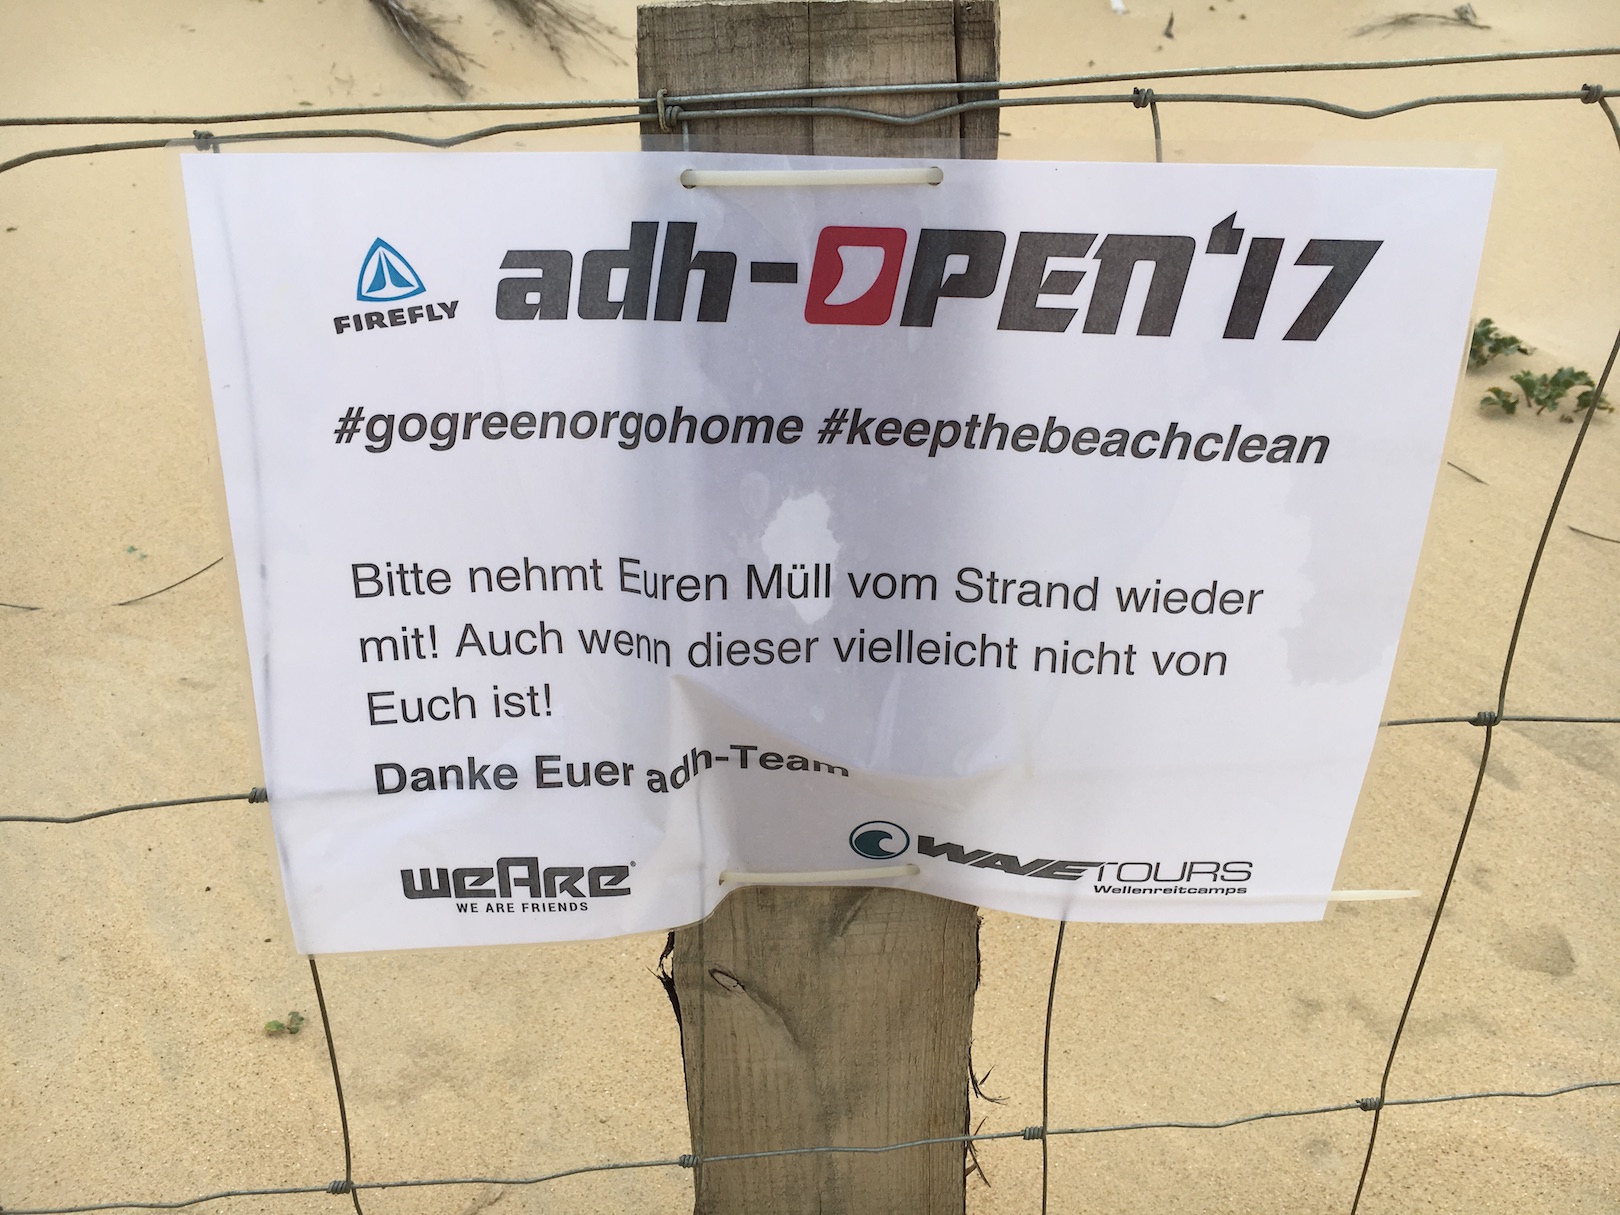 FIREFLY
adh-OPEN'17
#gogreenorgohome #keepthebeachclean
Bitte nehmt Euren Müll vom Strand wieder
mit! Auch wenn dieser vielleicht nicht von
Euch ist!
Danke Euer adh-Team
weAre®
WE ARE FRIENDS
WAVETOURS
Wellenreitcamps